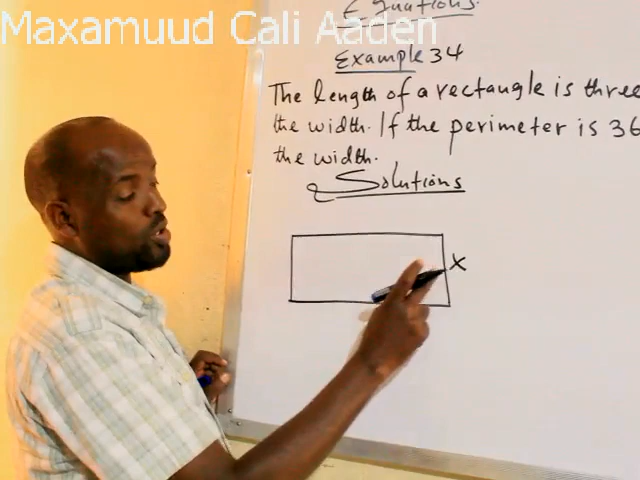 Equations.
Maxamuud Cali Aaden
Example 34
The length of a rectangle is three
the width. If the perimeter is 36
the width.
Solutions
x